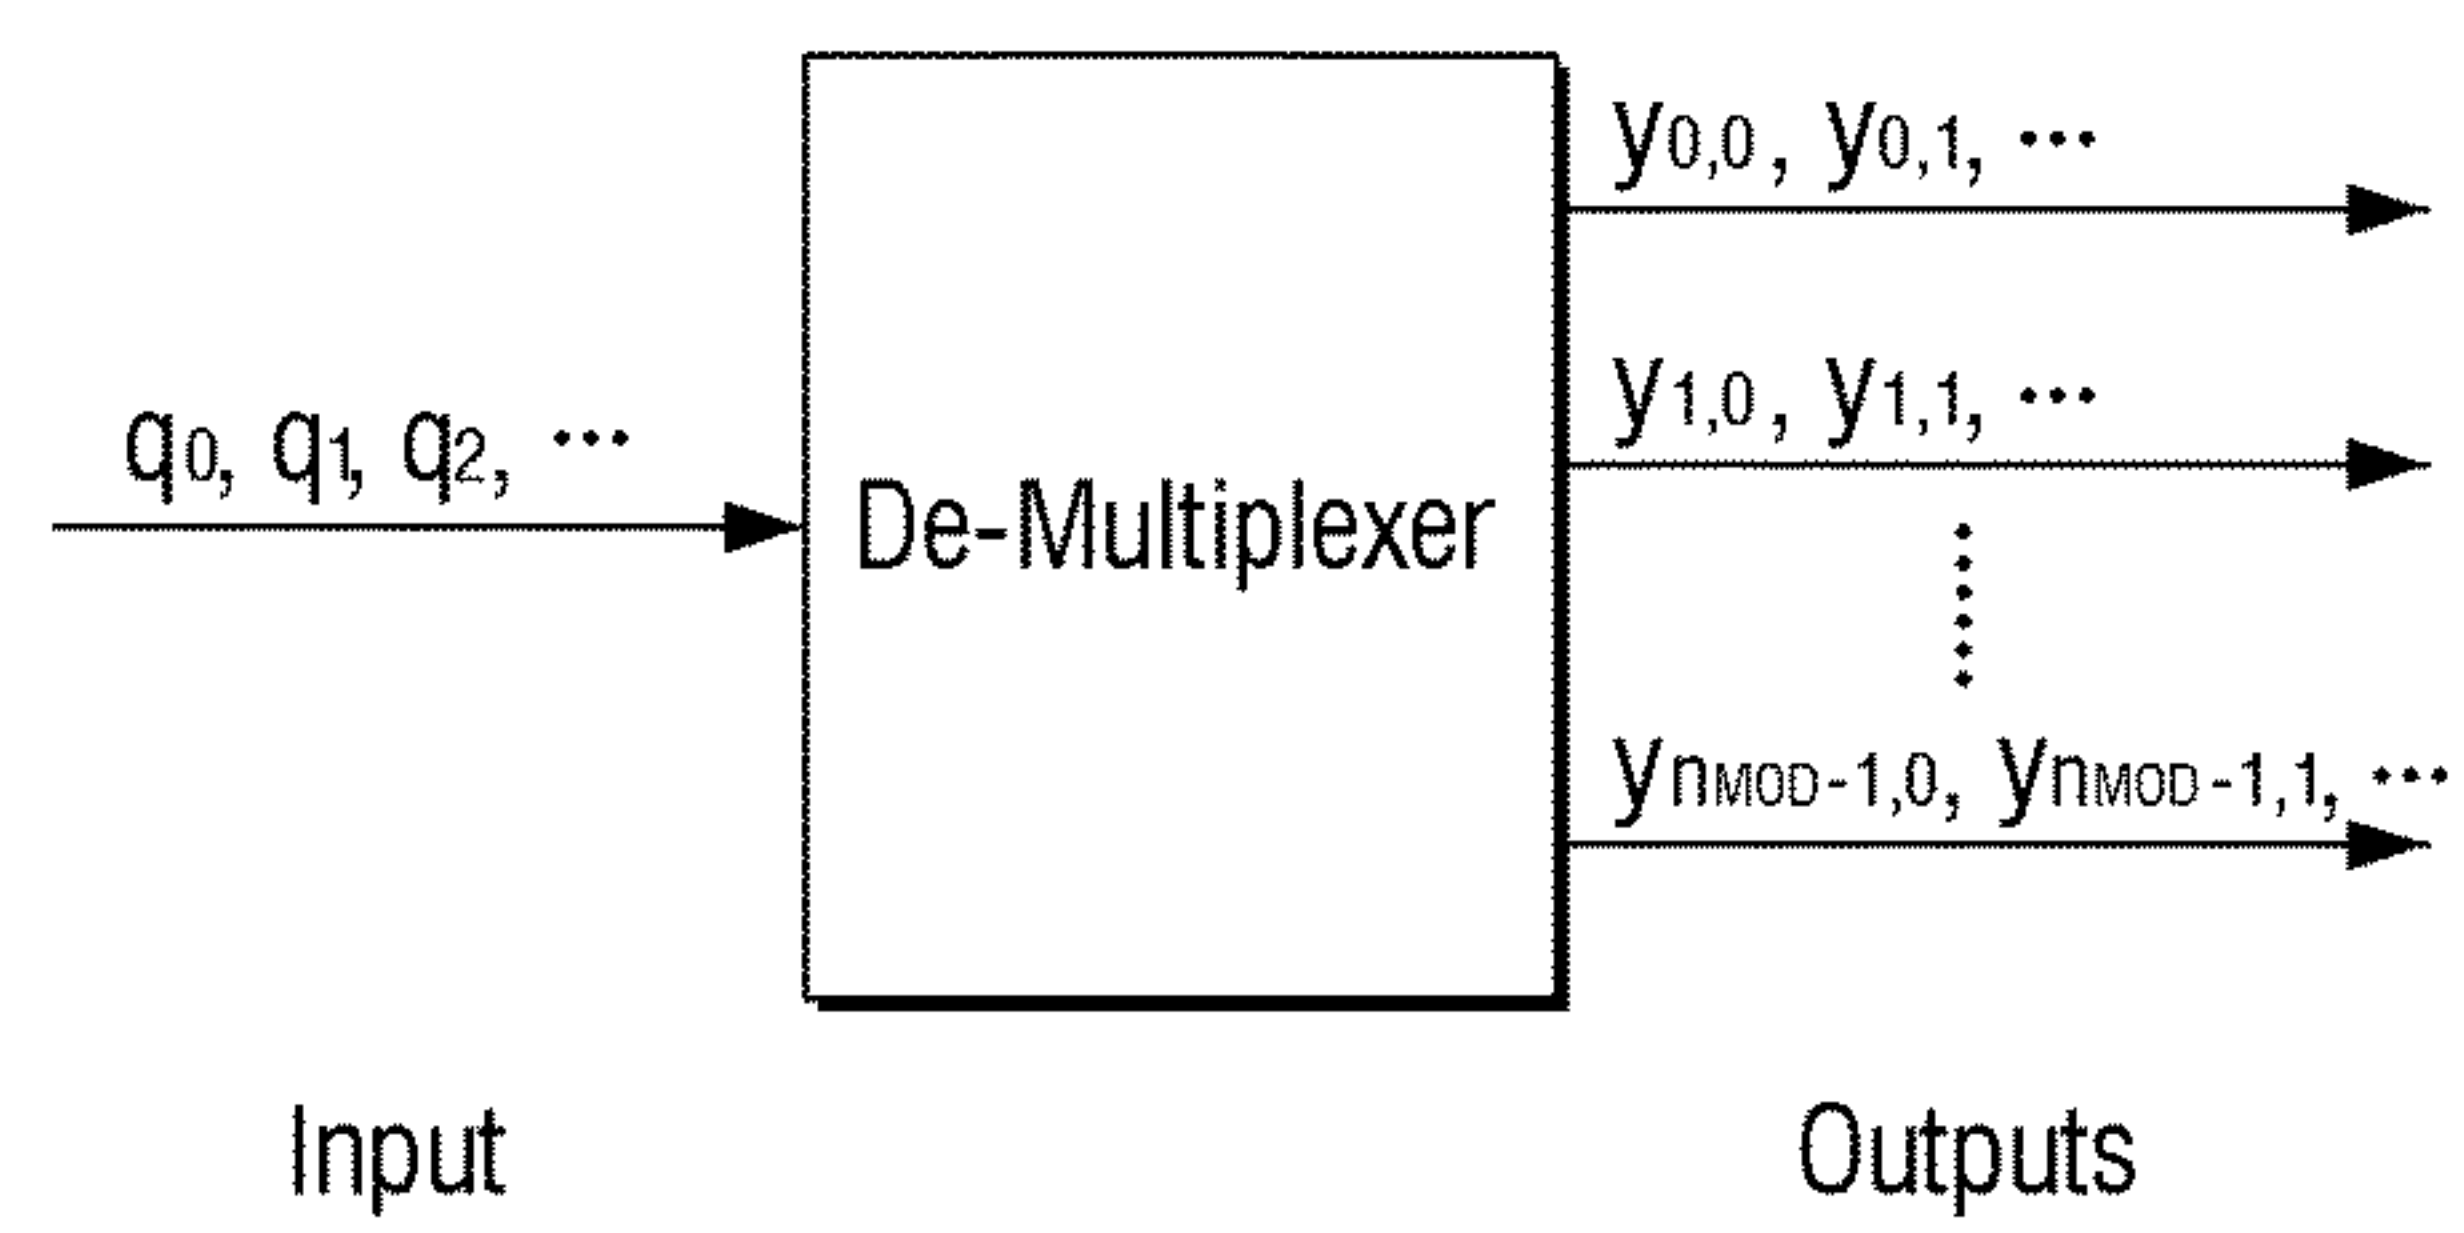 y0,0, y0,1, ···
y1,0, y1,1, ···
q0, q1, q2, ···
De-Multiplexer
ynMOD-1,0, ynMOD-1,1, ···
Input
Outputs